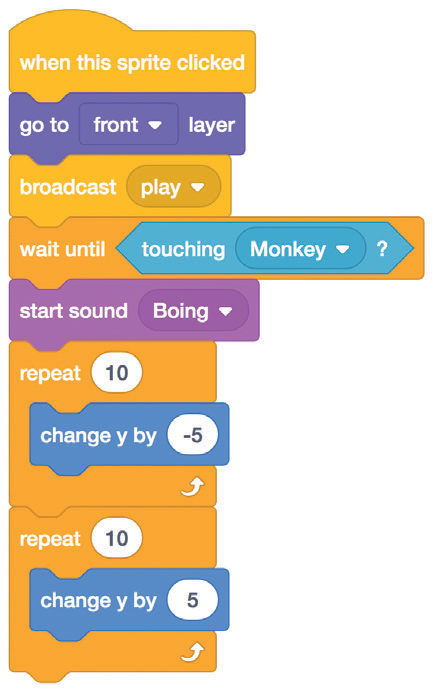 when this sprite clicked
go to front layer
broadcast play
wait until touching Monkey ?
start sound Boing
repeat 10
change y by -5
repeat 10
change y by 5